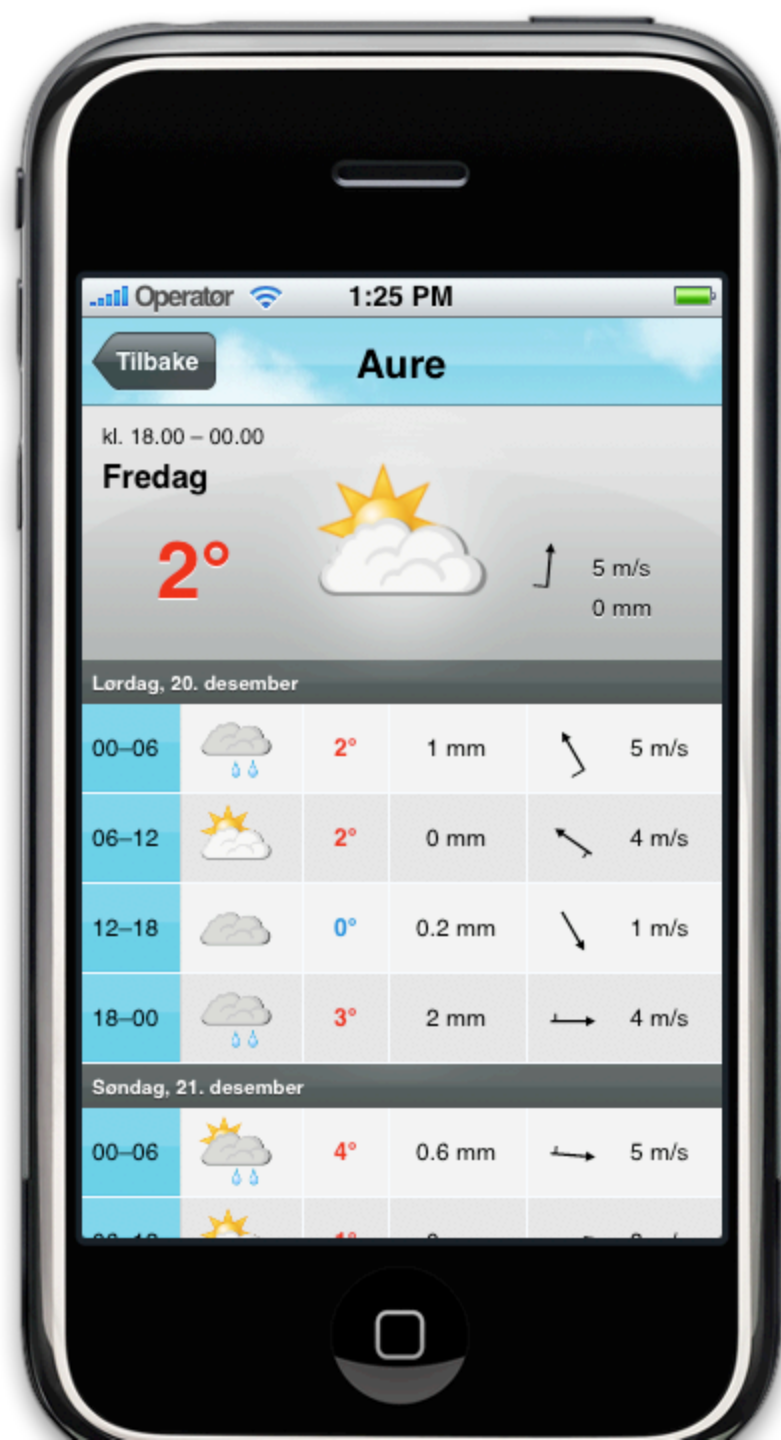 Operatør 1:25 PM
Tilbake Aure
kl. 18.00 – 00.00
Fredag
2°
5 m/s
0 mm
Lørdag, 20. desember
00–06 2° 1 mm 5 m/s
06–12 2° 0 mm 4 m/s
12–18 0° 0.2 mm 1 m/s
18–00 3° 2 mm 4 m/s
Søndag, 21. desember
00–06 4° 0.6 mm 5 m/s